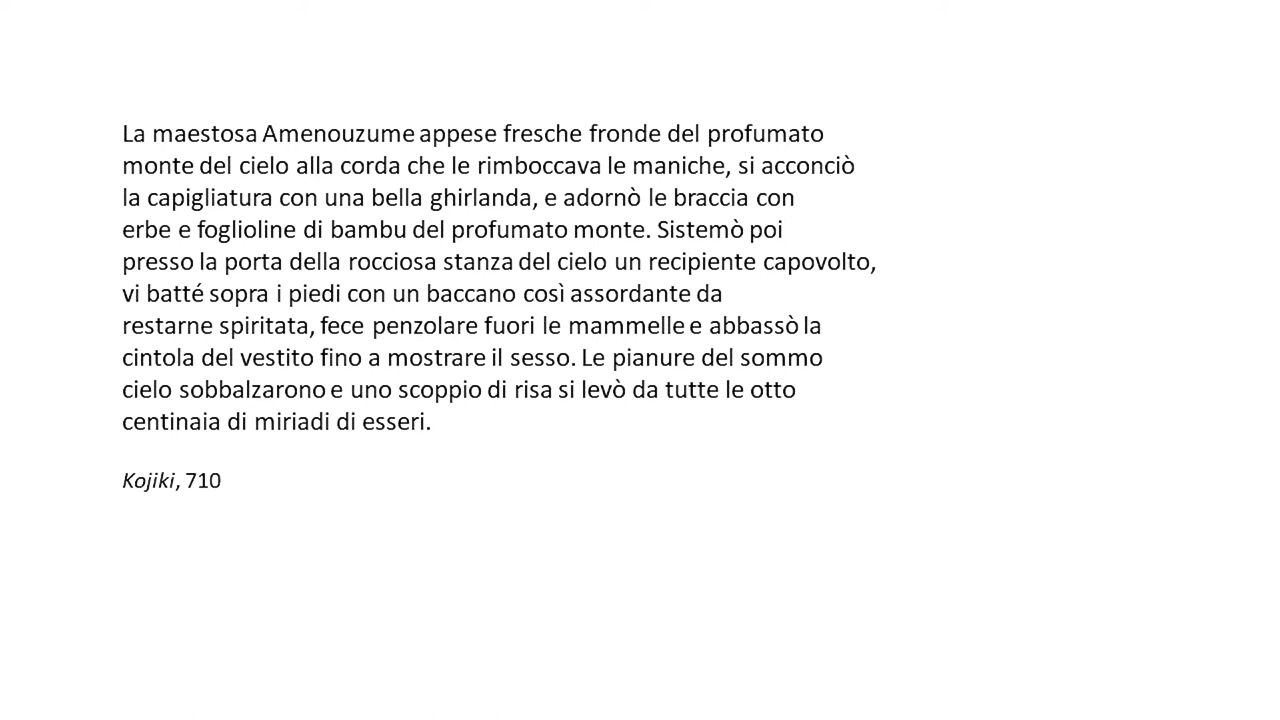 La maestosa Amenouzume appese fresche fronde del profumato
monte del cielo alla corda che le rimboccava le maniche, si acconciò
la capigliatura con una bella ghirlanda, e adornò le braccia con
erbe e foglioline di bambu del profumato monte. Sistemò poi
presso la porta della rocciosa stanza del cielo un recipiente capovolto,
vi batté sopra i piedi con un baccano così assordante da
restarne spiritata, fece penzolare fuori le mammelle e abbassò la
cintola del vestito fino a mostrare il sesso. Le pianure del sommo
cielo sobbalzarono e uno scoppio di risa si levò da tutte le otto
centinaia di miriadi di esseri.
Kojiki, 710